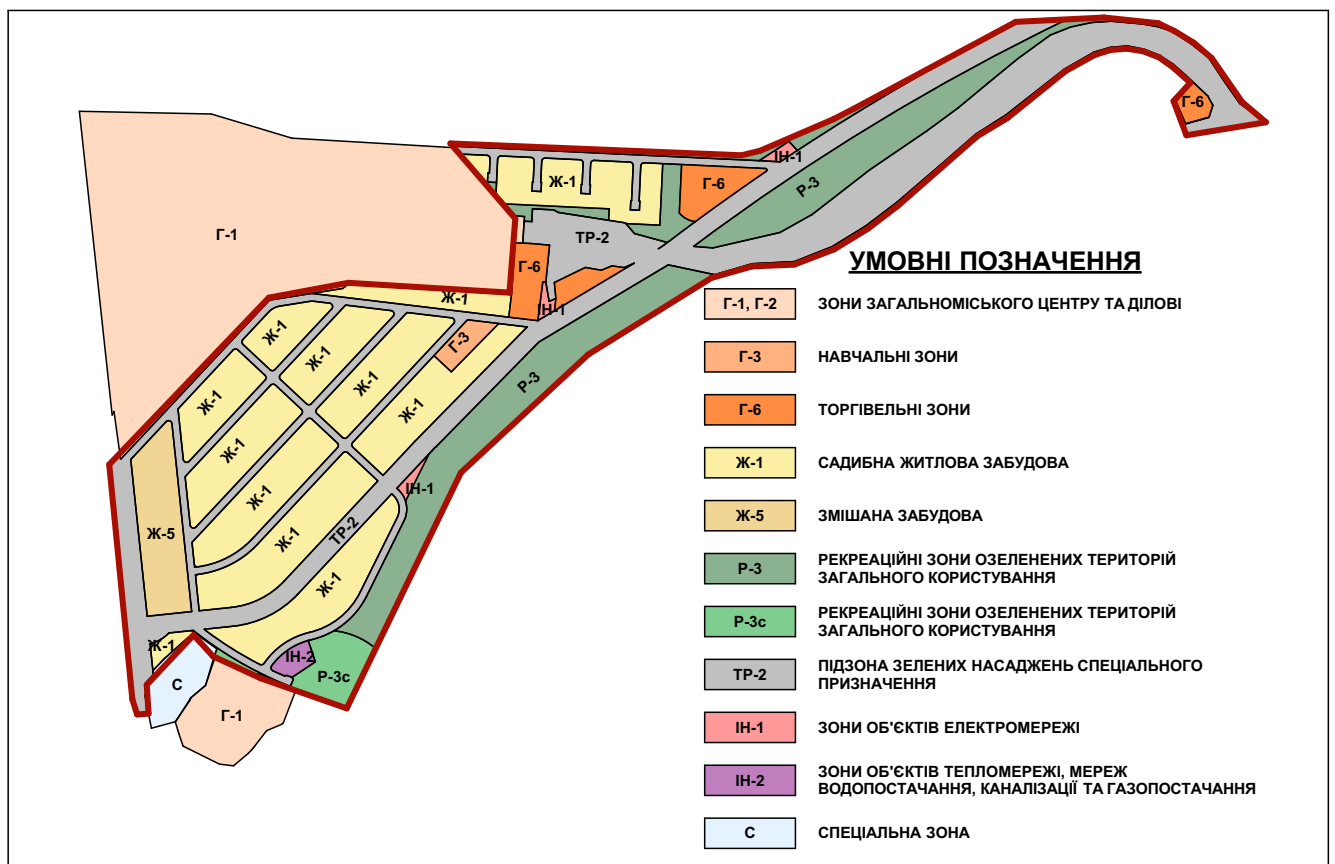 Г-6
ІН-1
Ж-1
Г-6
Р-3
Г-1
ТР-2
Г-6
Ж-1
ІН-1
Ж-1
Г-3
Ж-1
Ж-1
Р-3
Ж-1
Ж-1
Ж-1
Ж-1
ІН-1
Ж-5
Ж-1
ТР-2
Ж-1
Ж-1
ІН-2
Р-3с
С
Г-1
УМОВНІ ПОЗНАЧЕННЯ
Г-1, Г-2 ЗОНИ ЗАГАЛЬНОМІСЬКОГО ЦЕНТРУ ТА ДІЛОВІ
Г-3 НАВЧАЛЬНІ ЗОНИ
Г-6 ТОРГІВЕЛЬНІ ЗОНИ
Ж-1 САДИБНА ЖИТЛОВА ЗАБУДОВА
Ж-5 ЗМІШАНА ЗАБУДОВА
Р-3 РЕКРЕАЦІЙНІ ЗОНИ ОЗЕЛЕНЕНИХ ТЕРИТОРІЙ
ЗАГАЛЬНОГО КОРИСТУВАННЯ
Р-3с РЕКРЕАЦІЙНІ ЗОНИ ОЗЕЛЕНЕНИХ ТЕРИТОРІЙ
ЗАГАЛЬНОГО КОРИСТУВАННЯ
ТР-2 ПІДЗОНА ЗЕЛЕНИХ НАСАДЖЕНЬ СПЕЦІАЛЬНОГО
ПРИЗНАЧЕННЯ
ІН-1 ЗОНИ ОБ'ЄКТІВ ЕЛЕКТРОМЕРЕЖІ
ІН-2 ЗОНИ ОБ'ЄКТІВ ТЕПЛОМЕРЕЖІ, МЕРЕЖ
ВОДОПОСТАЧАННЯ, КАНАЛІЗАЦІЇ ТА ГАЗОПОСТАЧАННЯ
С СПЕЦІАЛЬНА ЗОНА